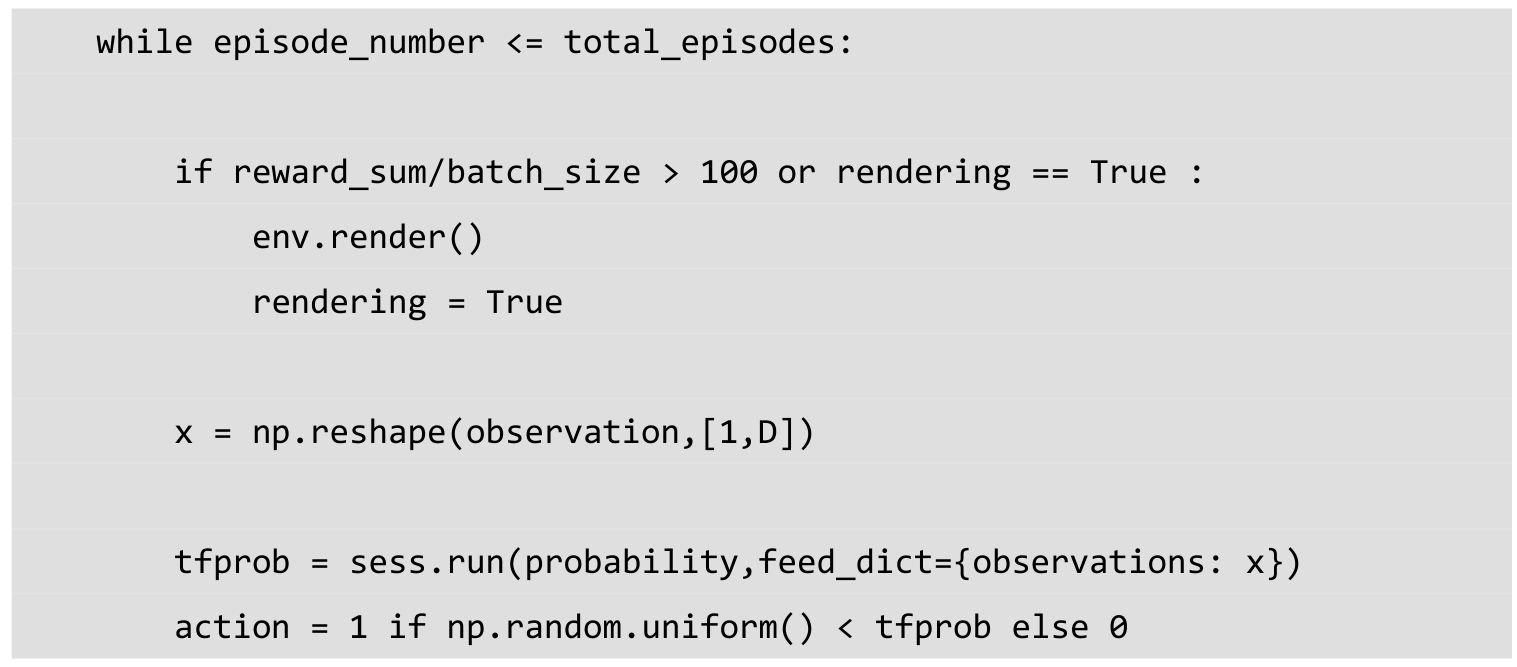 while episode_number <= total_episodes:
if reward_sum/batch_size > 100 or rendering == True :
env.render()
rendering = True
x = np.reshape(observation,[1,D])
tfprob = sess.run(probability,feed_dict={observations: x})
action = 1 if np.random.uniform() < tfprob else 0